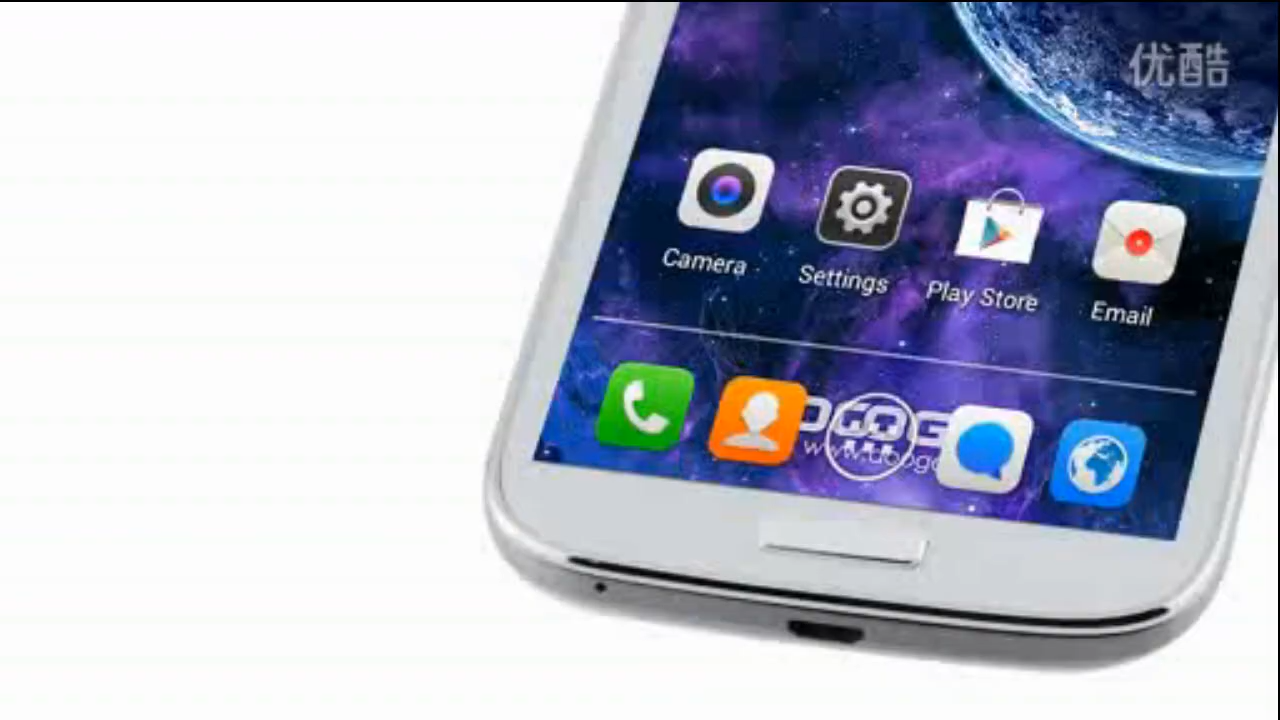 优酷
Camera
Settings
Play Store
Email